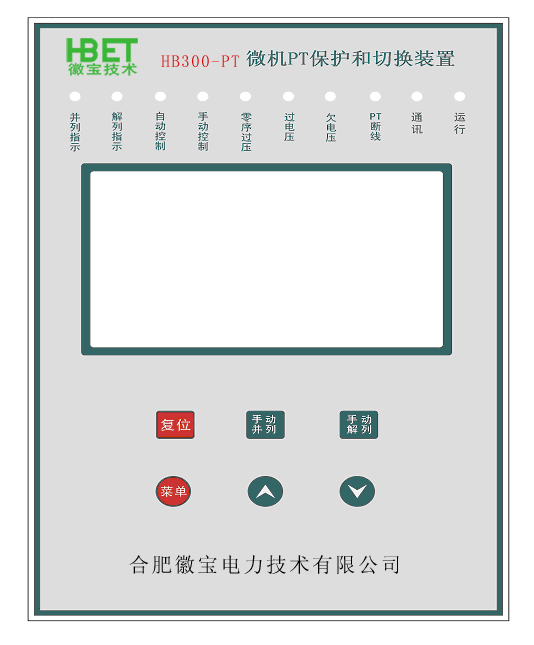 HBET
徽宝技术
HB300-PT 微机PT保护和切换装置
并列指示
解列指示
自动控制
手动控制
零序过压
过电压
欠电压
PT断线
通讯
运行
复位
手动并列
手动解列
菜单
合肥徽宝电力技术有限公司